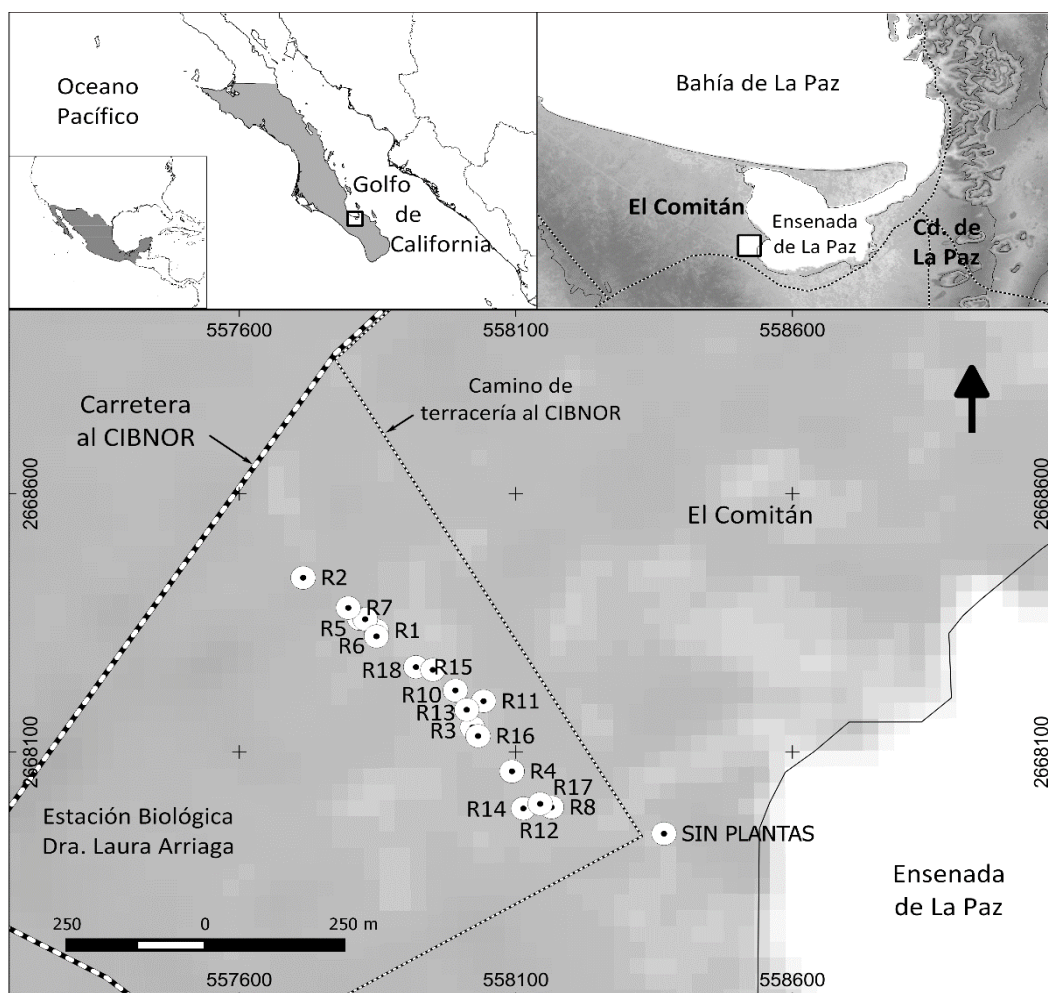 Oceano
Pacífico
Golfo
de
California
Bahía de La Paz
El Comitán
Ensenada
de La Paz
Cd. de
La Paz
557600
558100
558600
Carretera
al CIBNOR
Camino de
terracería al CIBNOR
2668600
2668600
El Comitán
R2
R7
R5
R1
R6
R18
R15
R10
R11
R13
R3
R16
R4
R17
R14
R8
R12
SIN PLANTAS
2668100
2668100
Estación Biológica
Dra. Laura Arriaga
Ensenada
de La Paz
250
0
250 m
557600
558100
558600